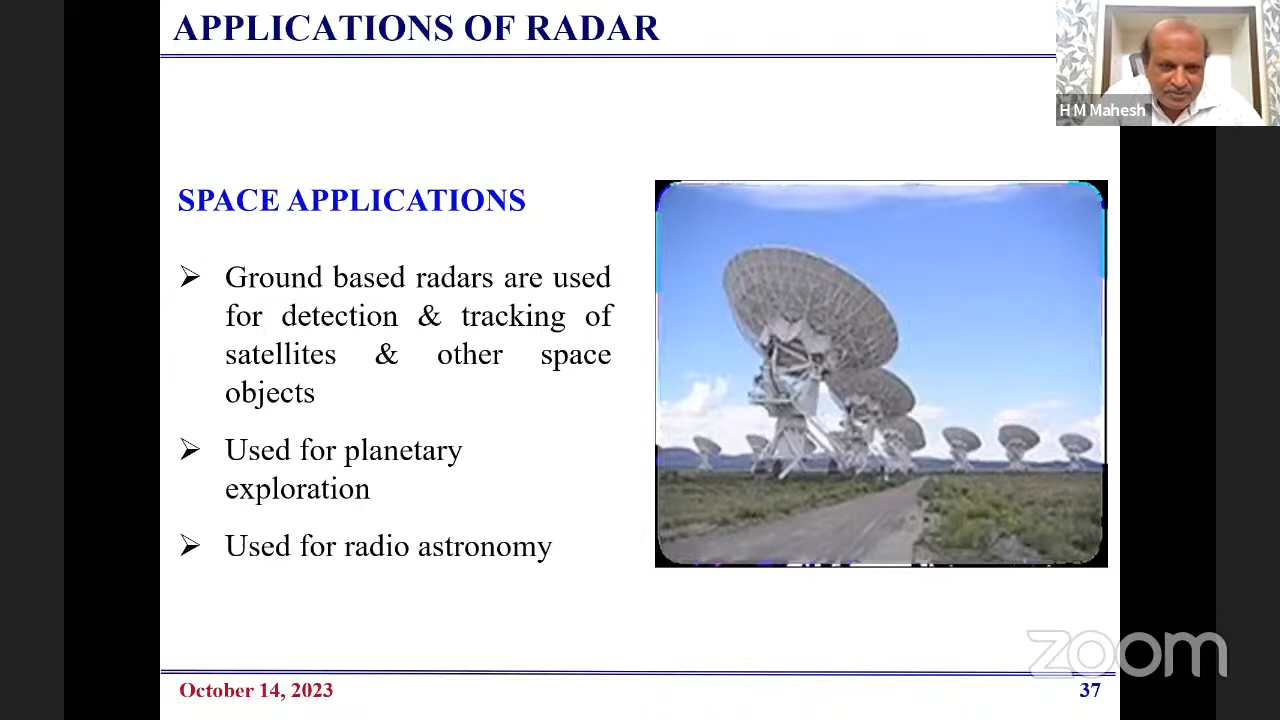 APPLICATIONS OF RADAR
H M Mahesh
SPACE APPLICATIONS
➢ Ground based radars are used
for detection & tracking of
satellites & other space
objects
➢ Used for planetary
exploration
➢ Used for radio astronomy
zoom
October 14, 2023
37